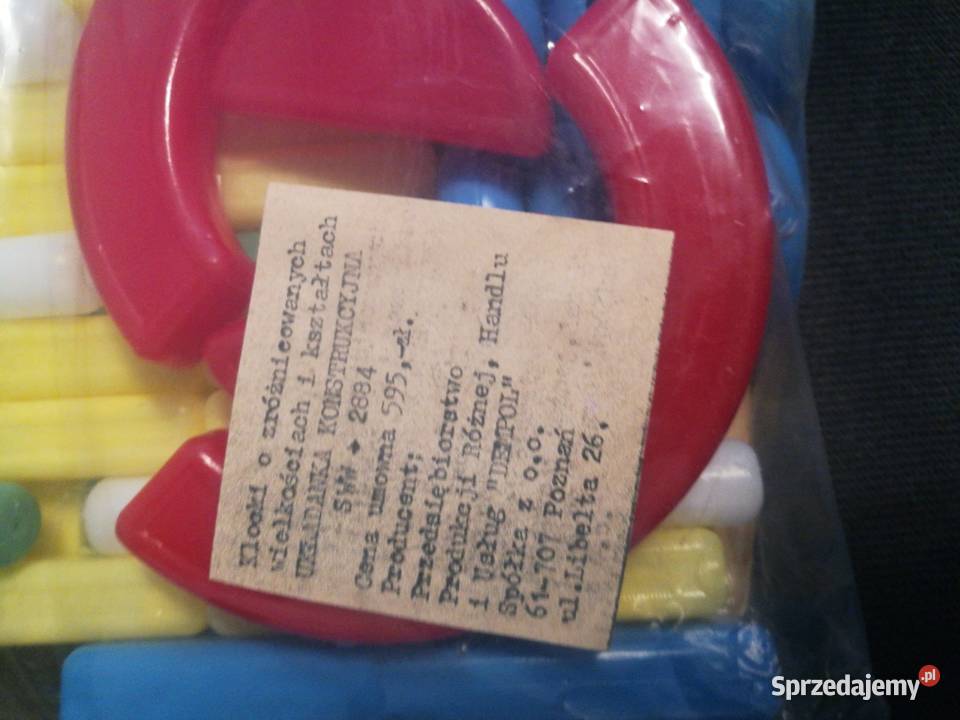 Klocki o zróżnicowanych
wielkościach i kształtach
UKŁADANKA KONSTRUKCYJNA
SWW → 2884
Cena umowna 595,-zł.
Producent:
Przedsiębiorstwo
Produkcji Różnej, Handlu
i Usług "DEMPOL"
Spółka z o.o.
61-707 Poznań
ul.Libelta 26.
Sprzedajemy.pl